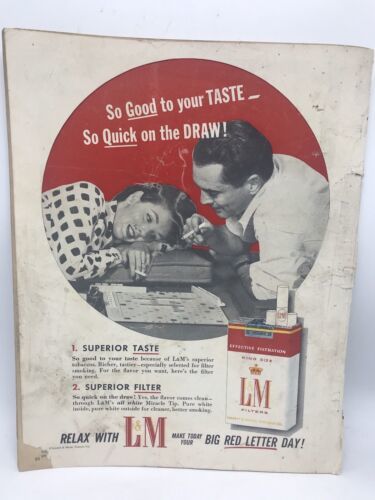 So Good to your TASTE —
So Quick on the DRAW!
1. SUPERIOR TASTE
So good to your taste because of L&M's superior
tobaccos. Richer, tastier—especially selected for filter
smoking. For the flavor you want, here's the filter
you need.
2. SUPERIOR FILTER
So quick on the draw! Yes, the flavor comes clean—
through L&M's all white Miracle Tip. Pure white
inside, pure white outside for cleaner, better smoking.
EFFECTIVE FILTRATION
KING SIZE
L&M
FILTERS
RELAX WITH L&M MAKE TODAY YOUR BIG RED LETTER DAY!